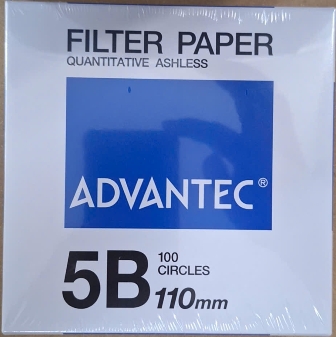 FILTER PAPER
QUANTITATIVE ASHLESS
ADVANTEC®
5B 100 CIRCLES
110mm